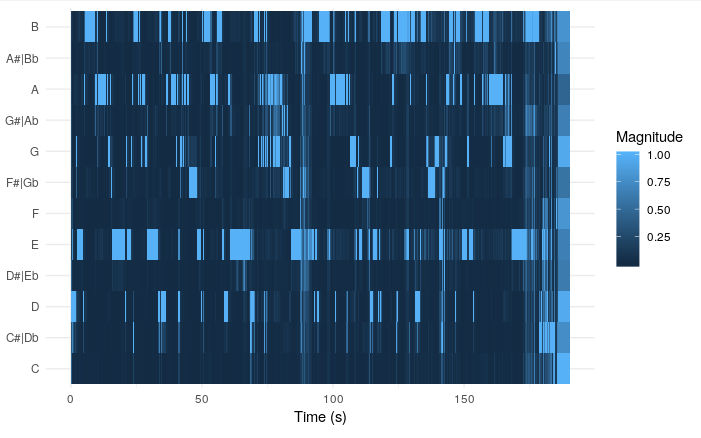 B
A#|Bb
A
G#|Ab
G
F#|Gb
F
E
D#|Eb
D
C#|Db
C
0 50 100 150
Time (s)
Magnitude
1.00
0.75
0.50
0.25